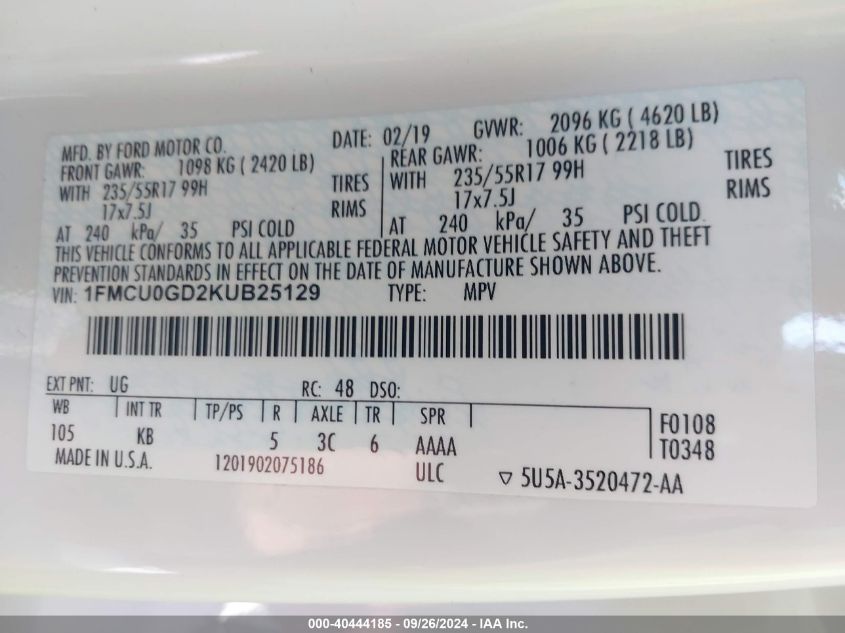 MFD. BY FORD MOTOR CO. DATE: 02/19 GVWR: 2096 KG ( 4620 LB)
FRONT GAWR: 1098 KG ( 2420 LB) REAR GAWR: 1006 KG ( 2218 LB)
WITH 235/55R17 99H TIRES WITH 235/55R17 99H TIRES
17x7.5J RIMS 17x7.5J RIMS
AT 240 kPa/ 35 PSI COLD AT 240 kPa/ 35 PSI COLD
THIS VEHICLE CONFORMS TO ALL APPLICABLE FEDERAL MOTOR VEHICLE SAFETY AND THEFT
PREVENTION STANDARDS IN EFFECT ON THE DATE OF MANUFACTURE SHOWN ABOVE.
VIN: 1FMCU0GD2KUB25129 TYPE: MPV
EXT PNT: UG RC: 48 DSO:
WB INT TR TP/PS R AXLE TR SPR F0108
105 KB 5 3C 6 AAAA T0348
MADE IN U.S.A. 1201902075186 ULC ▽ 5U5A-3520472-AA
000-40444185 - 09/26/2024 - IAA Inc.